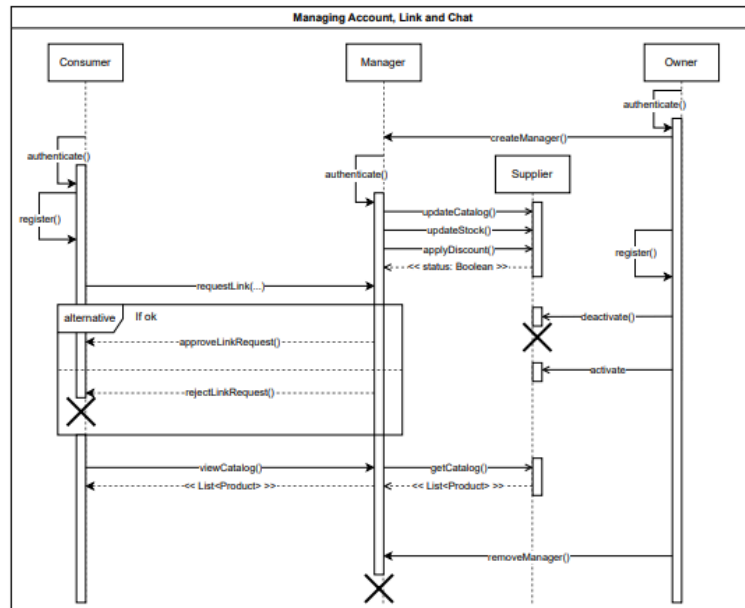 Managing Account, Link and Chat
Consumer
Manager
Owner
authenticate()
createManager()
authenticate()
authenticate()
Supplier
register()
updateCatalog()
updateStock()
applyDiscount()
register()
<< status: Boolean >>
requestLink(...)
alternative
If ok
deactivate()
approveLinkRequest()
activate
rejectLinkRequest()
viewCatalog()
getCatalog()
<< List<Product> >>
<< List<Product> >>
removeManager()